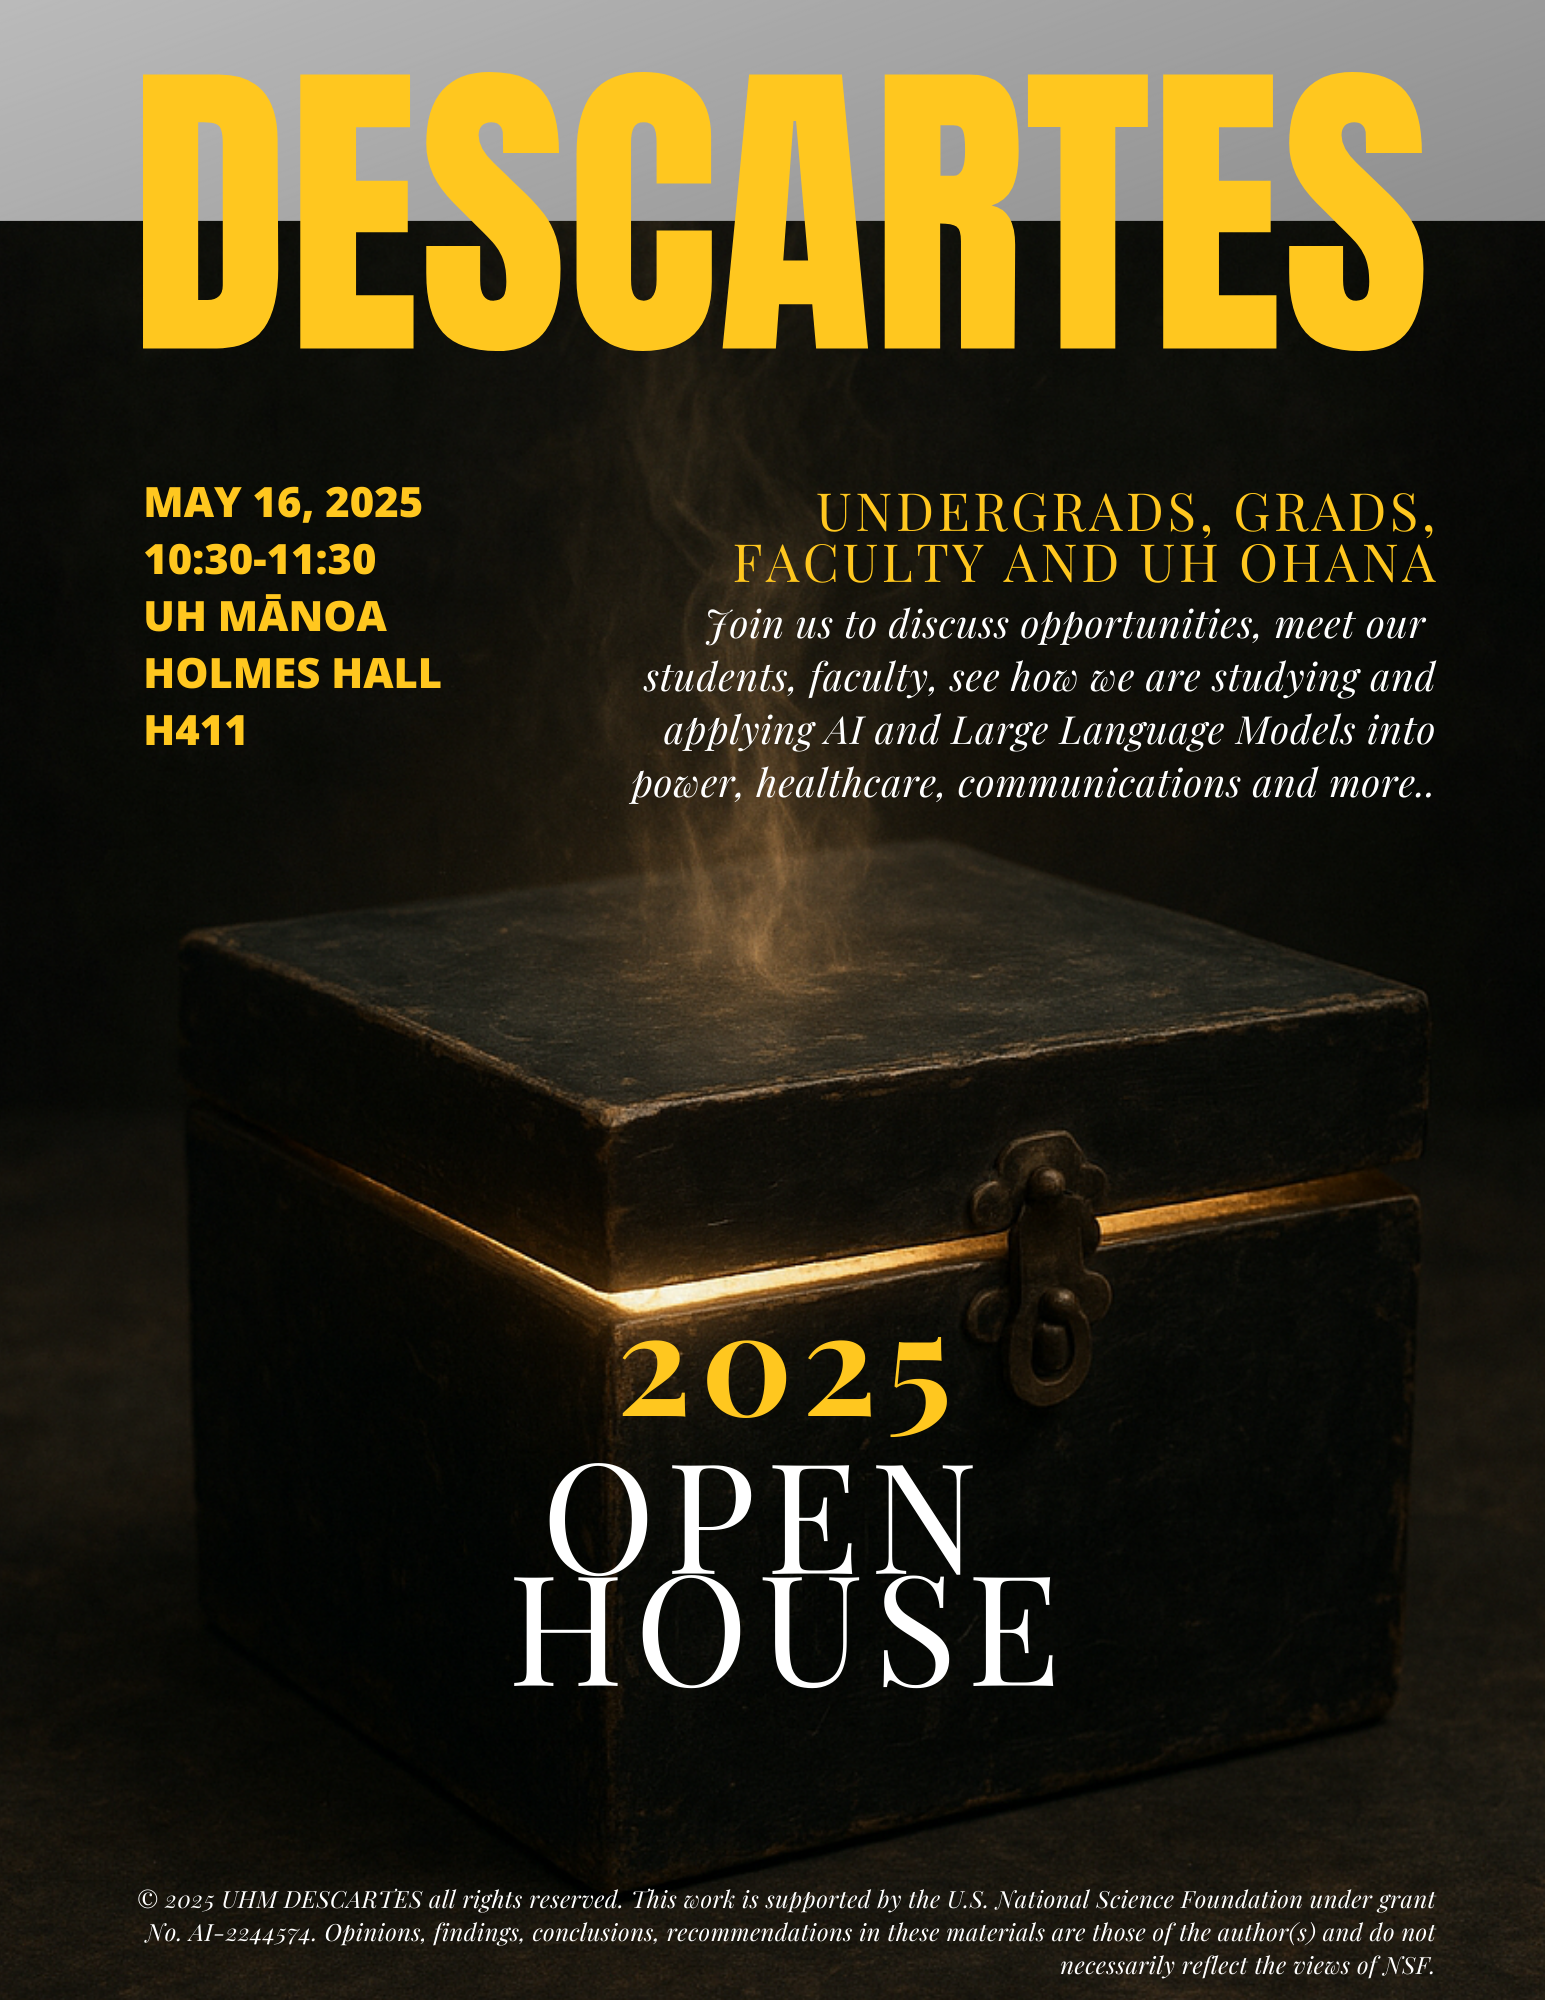 DESCARTES
MAY 16, 2025
10:30-11:30
UH MĀNOA
HOLMES HALL
H411
UNDERGRADS, GRADS,
FACULTY AND UH OHANA
Join us to discuss opportunities, meet our
students, faculty, see how we are studying and
applying AI and Large Language Models into
power, healthcare, communications and more..
2025
OPEN
HOUSE
© 2025 UHM DESCARTES all rights reserved. This work is supported by the U.S. National Science Foundation under grant
No. AI-2244574. Opinions, findings, conclusions, recommendations in these materials are those of the author(s) and do not
necessarily reflect the views of NSF.